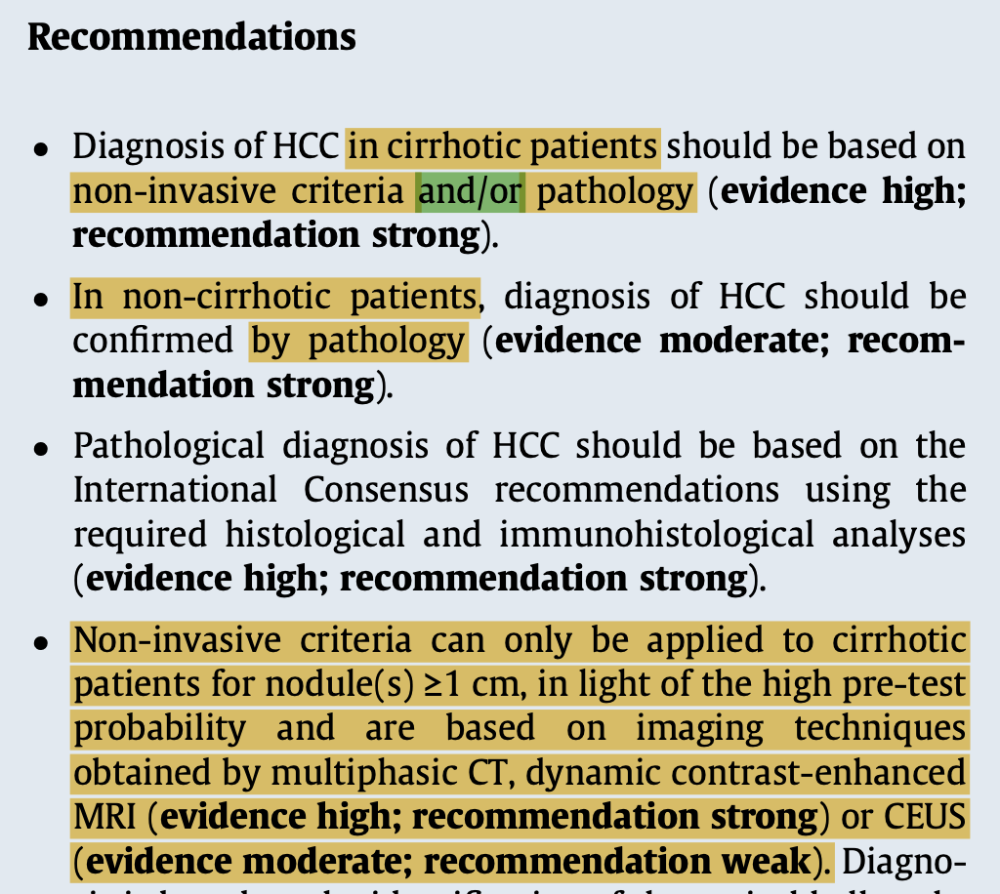 Recommendations
• Diagnosis of HCC in cirrhotic patients should be based on
non-invasive criteria and/or pathology (evidence high;
recommendation strong).
• In non-cirrhotic patients, diagnosis of HCC should be
confirmed by pathology (evidence moderate; recom-
mendation strong).
• Pathological diagnosis of HCC should be based on the
International Consensus recommendations using the
required histological and immunohistological analyses
(evidence high; recommendation strong).
• Non-invasive criteria can only be applied to cirrhotic
patients for nodule(s) ≥1 cm, in light of the high pre-test
probability and are based on imaging techniques
obtained by multiphasic CT, dynamic contrast-enhanced
MRI (evidence high; recommendation strong) or CEUS
(evidence moderate; recommendation weak). Diagno-